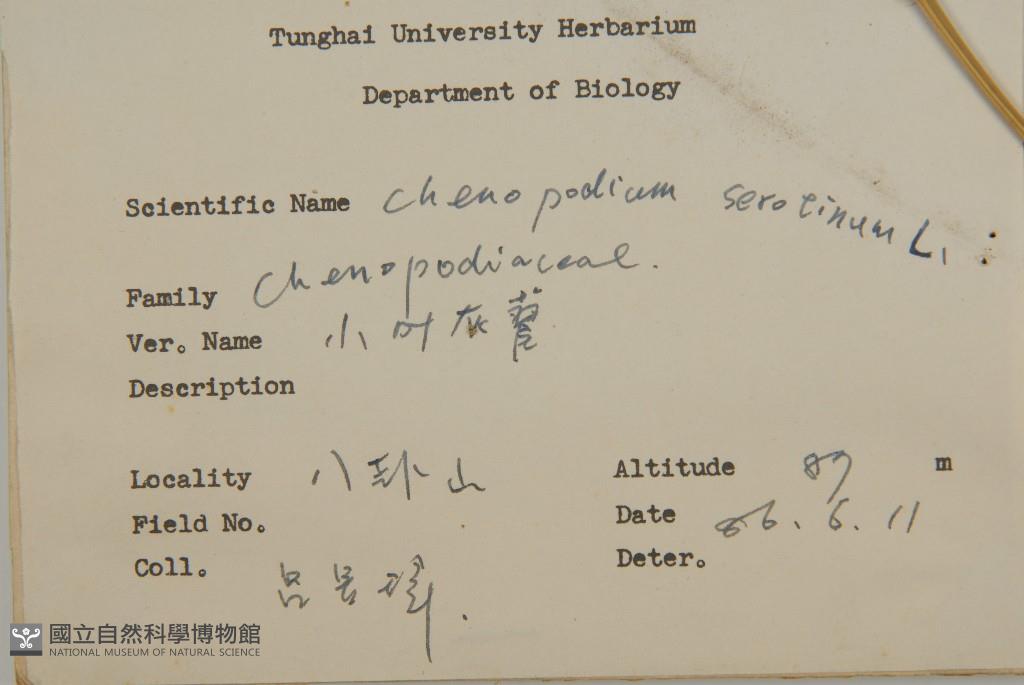 Tunghai University Herbarium
Department of Biology
Scientific Name Chenopodium serotinum L.
Family Chenopodiaceae.
Ver. Name 小叶灰藋
Description
Locality 八卦山
Altitude 87 m
Field No.
Date 66.6.11
Coll. 呂
Deter.
國立自然科學博物館
NATIONAL MUSEUM OF NATURAL SCIENCE